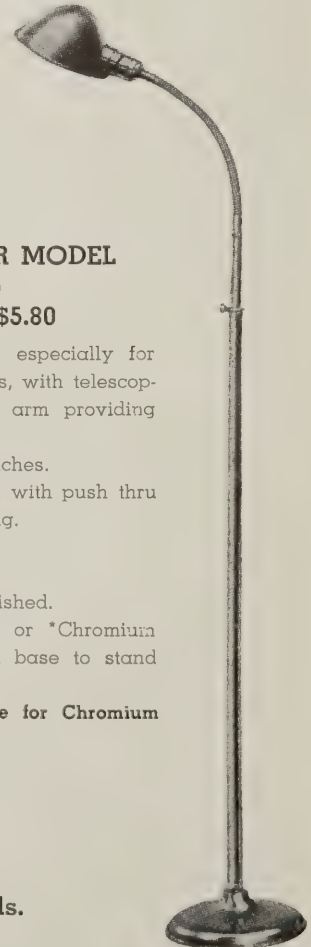 R MODEL
$5.80
especially for
s, with telescop-
arm providing
ches.
with push thru
g.
ished.
or *Chromium
base to stand
e for Chromium
ls.